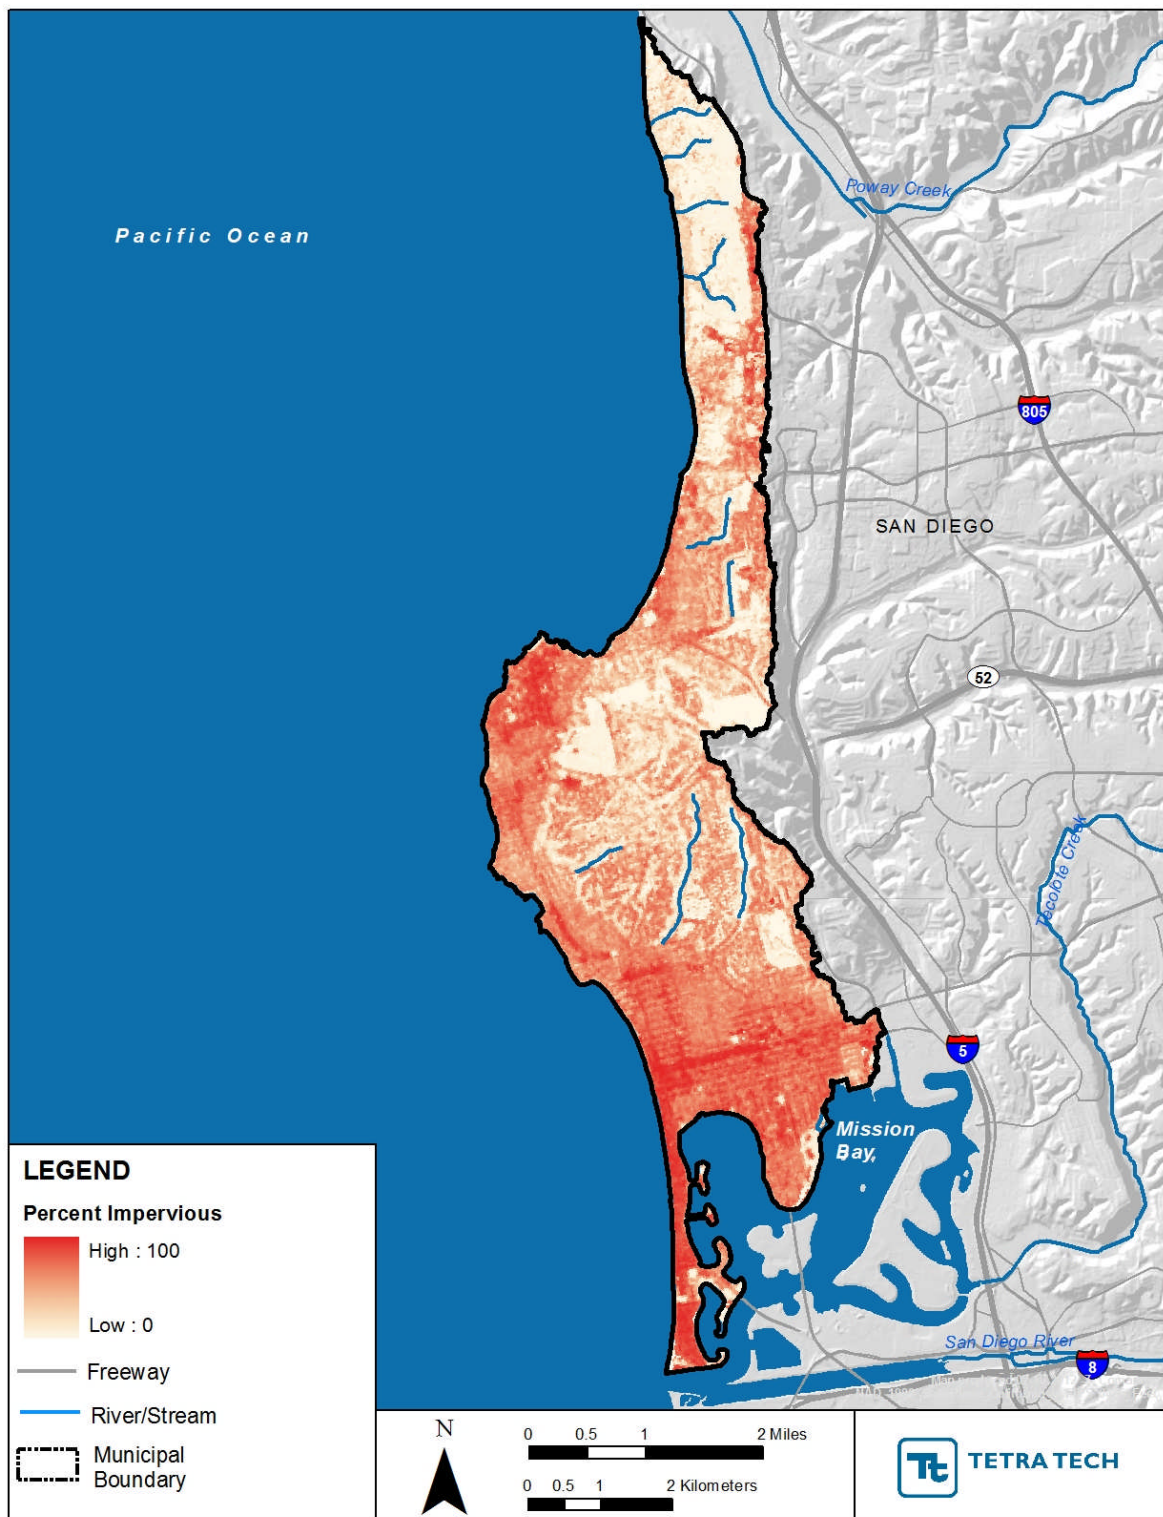 Poway Creek
Pacific Ocean
805
SAN DIEGO
52
Tecolote Creek
5
Mission
Bay
San Diego River
8
LEGEND
Percent Impervious
High : 100
Low : 0
Freeway
River/Stream
Municipal
Boundary
N
0 0.5 1 2 Miles
0 0.5 1 2 Kilometers
Tt TETRA TECH